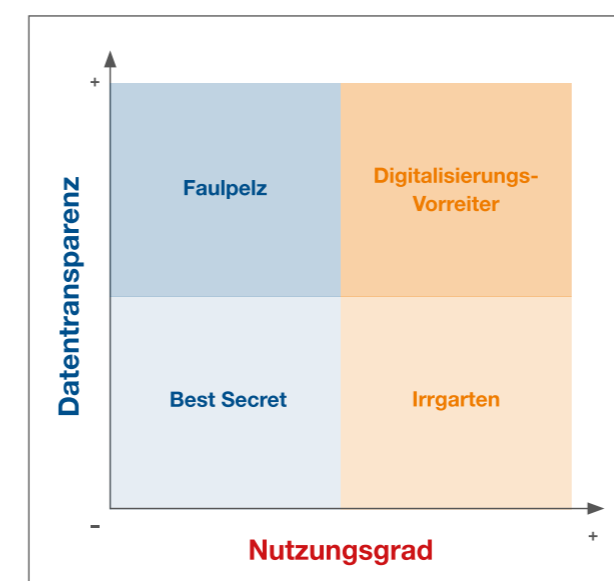 +
Datentransparenz
Faulpelz
Digitalisierungs-
Vorreiter
Best Secret
Irrgarten
–
Nutzungsgrad
+